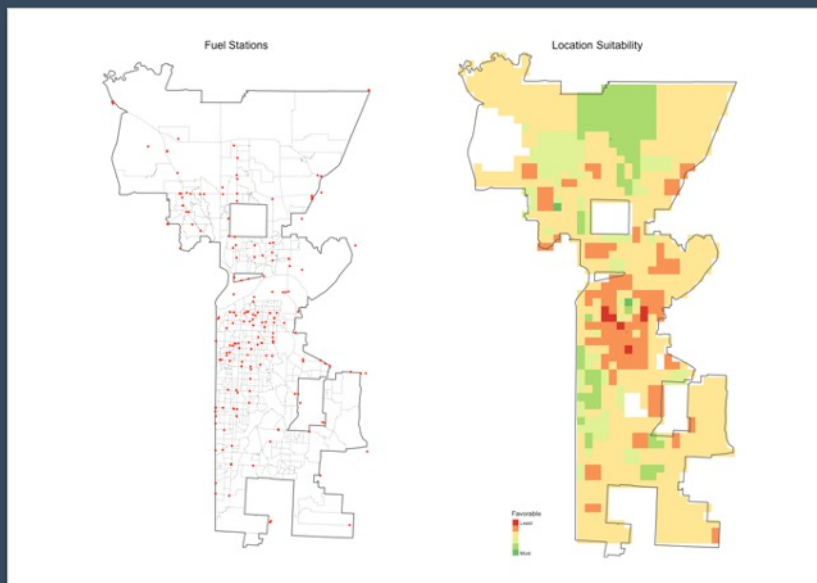 Fuel Stations
Location Suitability
Favorable
Least
Most